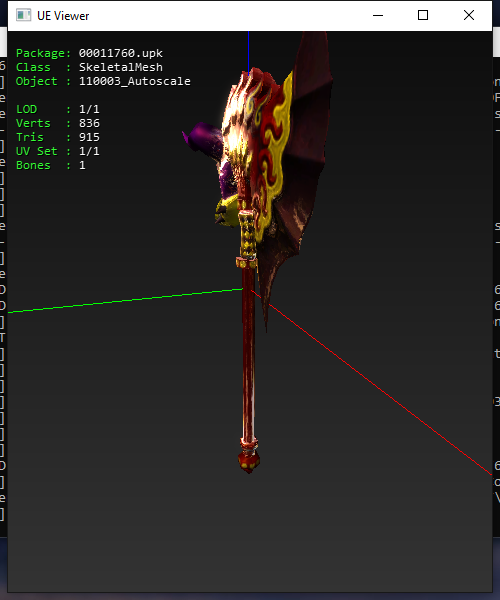 UE Viewer
Package: 00011760.upk
Class : SkeletalMesh
Object : 110003_Autoscale
LOD : 1/1
Verts : 836
Tris : 915
UV Set : 1/1
Bones : 1